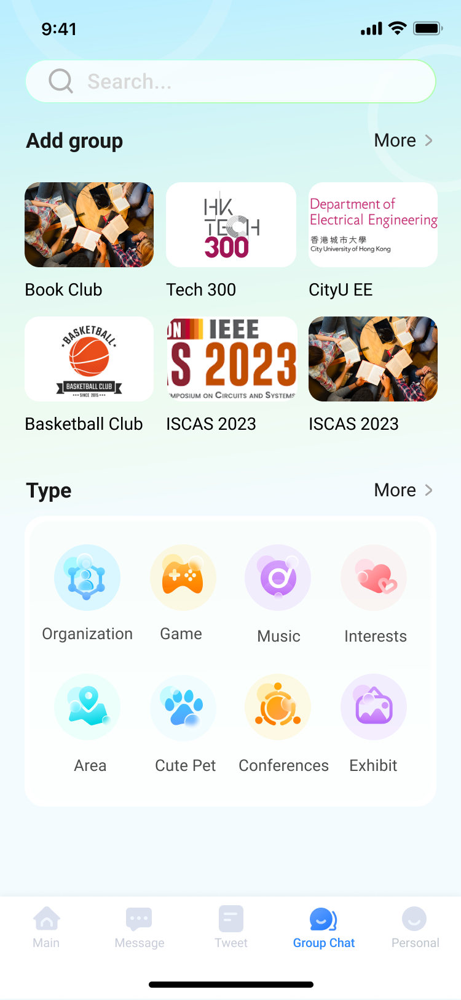 9:41
Search...
Add group
More
HK
TECH
300
Department of
Electrical Engineering
香港城市大學
City University of Hong Kong
Book Club
Tech 300
CityU EE
BASKETBALL
BASKETBALL CLUB
SINCE 2015
ON IEEE
AS 2023
MPOSIUM ON CIRCUITS AND SYSTEMS
Basketball Club
ISCAS 2023
ISCAS 2023
Type
More
Organization
Game
Music
Interests
Area
Cute Pet
Conferences
Exhibit
Main
Message
Tweet
Group Chat
Personal